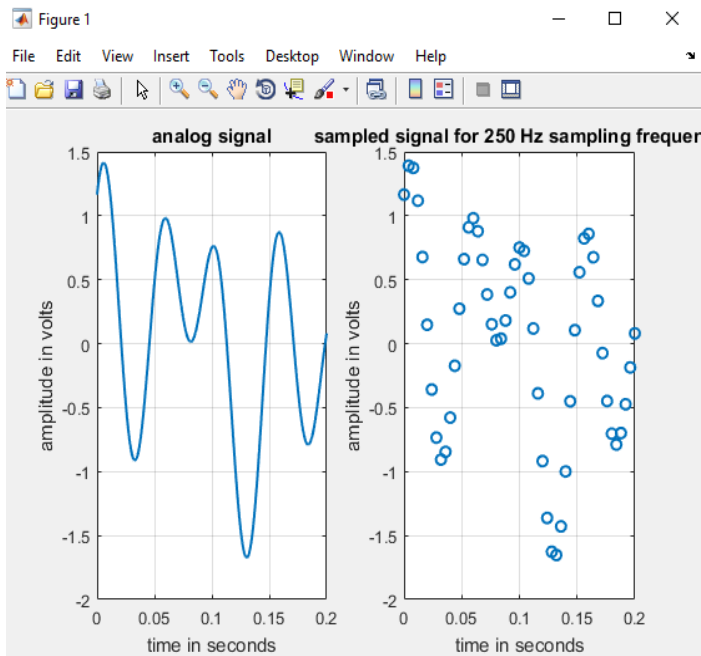 Figure 1
File Edit View Insert Tools Desktop Window Help
analog signal
sampled signal for 250 Hz sampling frequer
1.5
1
0.5
0
-0.5
-1
-1.5
-2
0 0.05 0.1 0.15 0.2
amplitude in volts
time in seconds
1.5
1
0.5
0
-0.5
-1
-1.5
-2
0 0.05 0.1 0.15 0.2
amplitude in volts
time in seconds